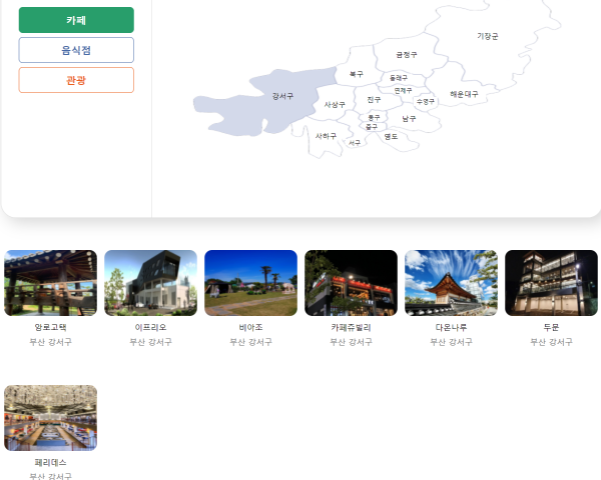 카페
음식점
관광
기장군
금정구
북구
동래구
강서구
연제구
해운대구
사상구
진구
수영구
동구
남구
중구
사하구
영도
서구
앙로고택
이프리오
비아조
카페쥬빌리
다온나루
두문
부산 강서구
부산 강서구
부산 강서구
부산 강서구
부산 강서구
부산 강서구
페리데스
부산 강서구